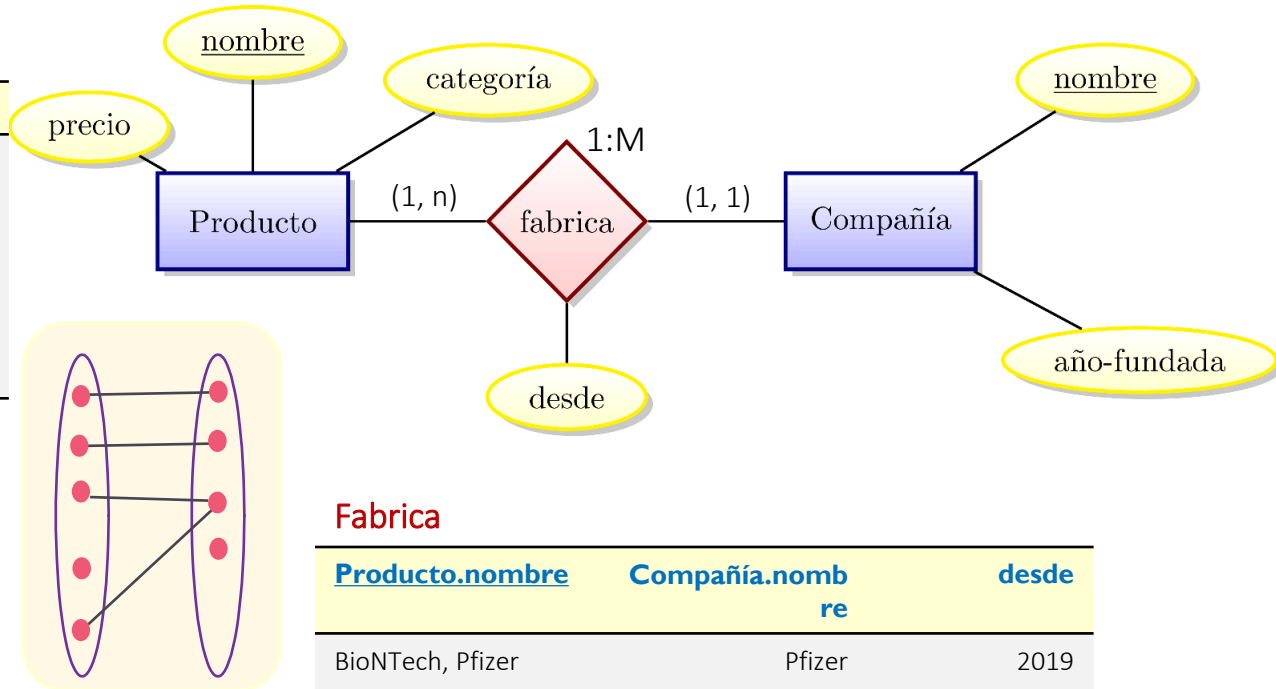 nombre
categoría
nombre
precio
1:M
(1, n)
(1, 1)
Producto
fabrica
Compañía
año-fundada
desde
Fabrica
Producto.nombre Compañía.nomb desde
re
BioNTech, Pfizer Pfizer 2019